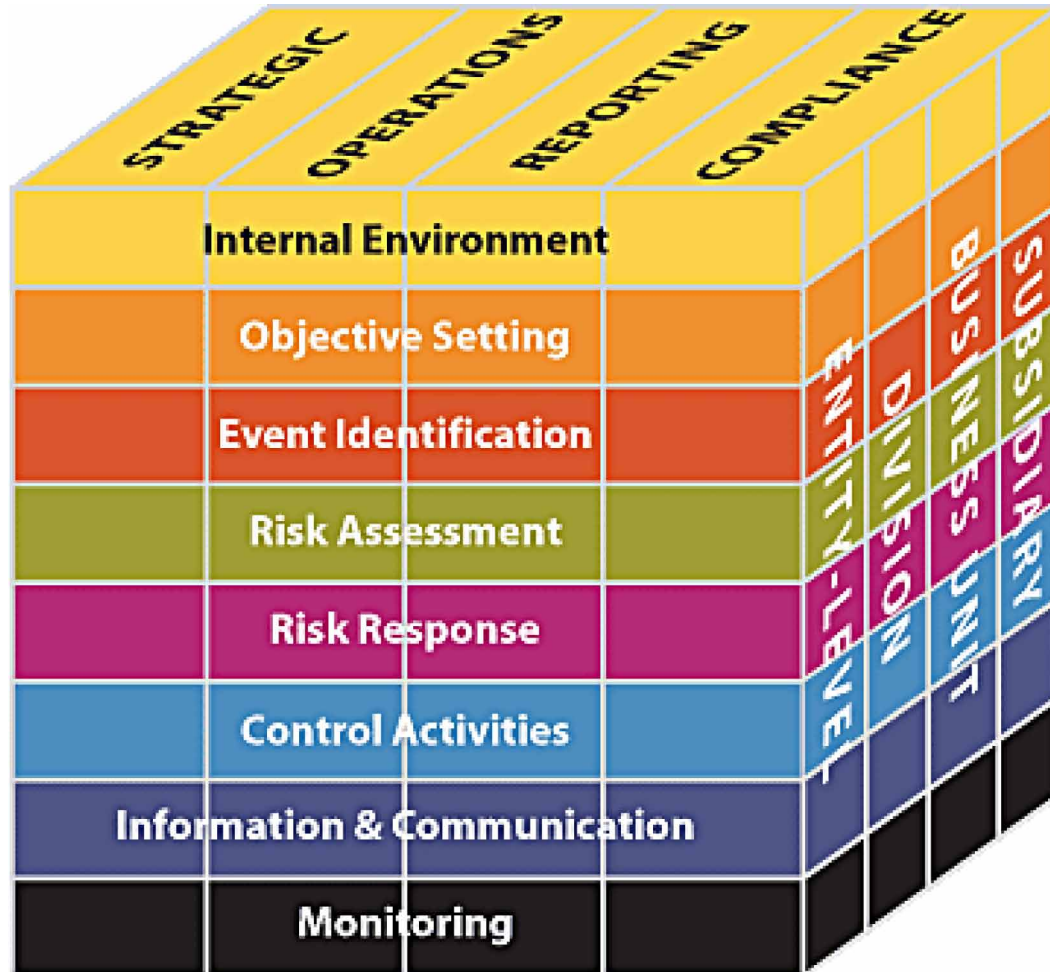 STRATEGIC
OPERATIONS
REPORTING
COMPLIANCE
Internal Environment
Objective Setting
Event Identification
Risk Assessment
Risk Response
Control Activities
Information & Communication
Monitoring
ENTITY-LEVEL
DIVISION
BUSINESS UNIT
SUBSIDIARY